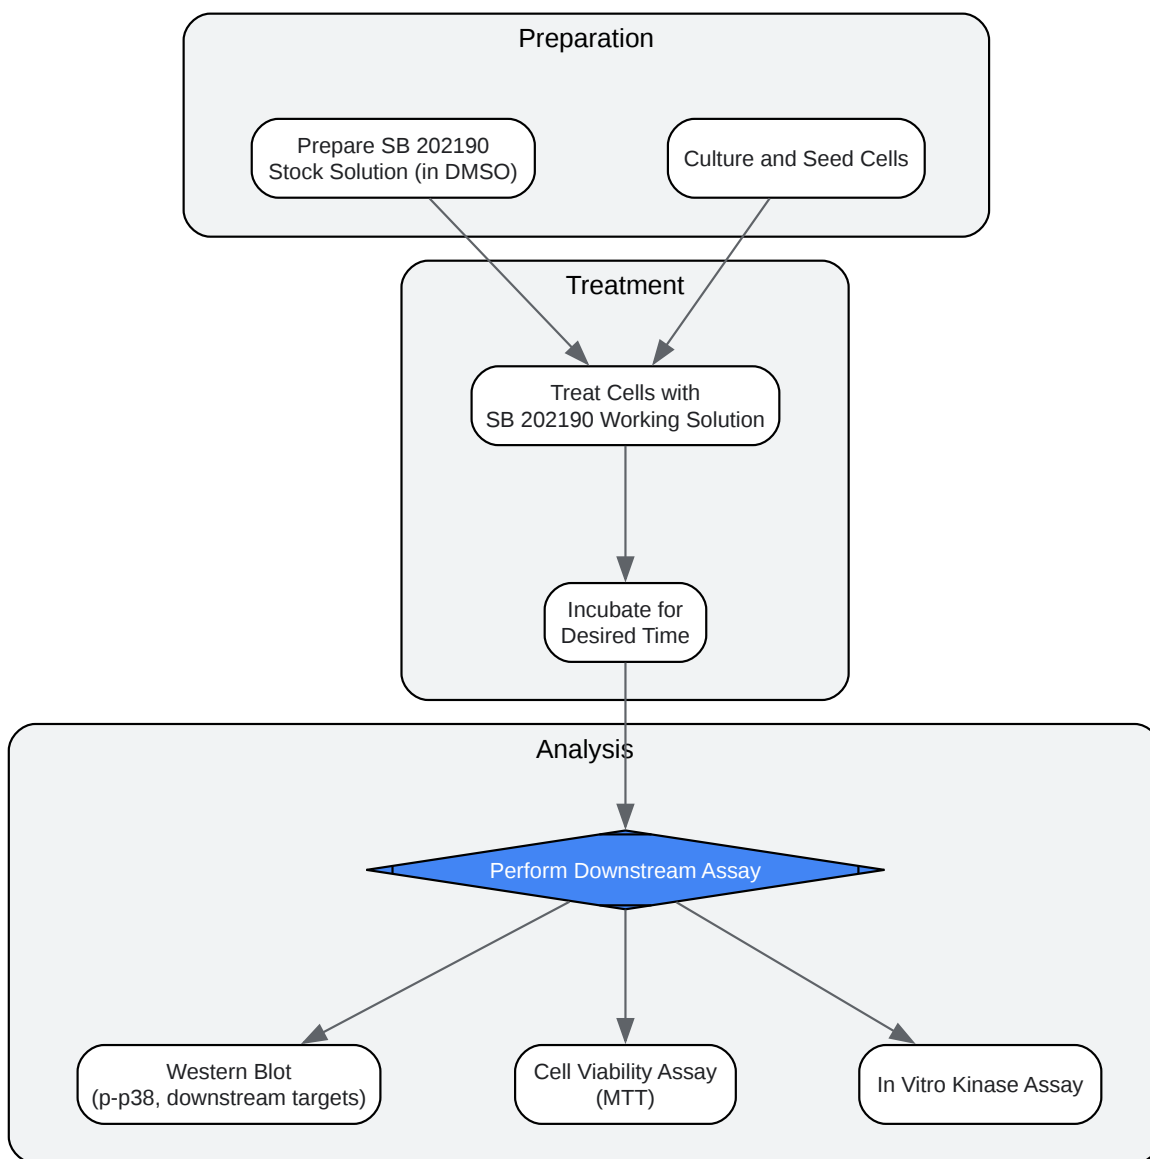 Preparation
Prepare SB 202190
Stock Solution (in DMSO)
Culture and Seed Cells
Treatment
Treat Cells with
SB 202190 Working Solution
Incubate for
Desired Time
Analysis
Perform Downstream Assay
Western Blot
(p-p38, downstream targets)
Cell Viability Assay
(MTT)
In Vitro Kinase Assay